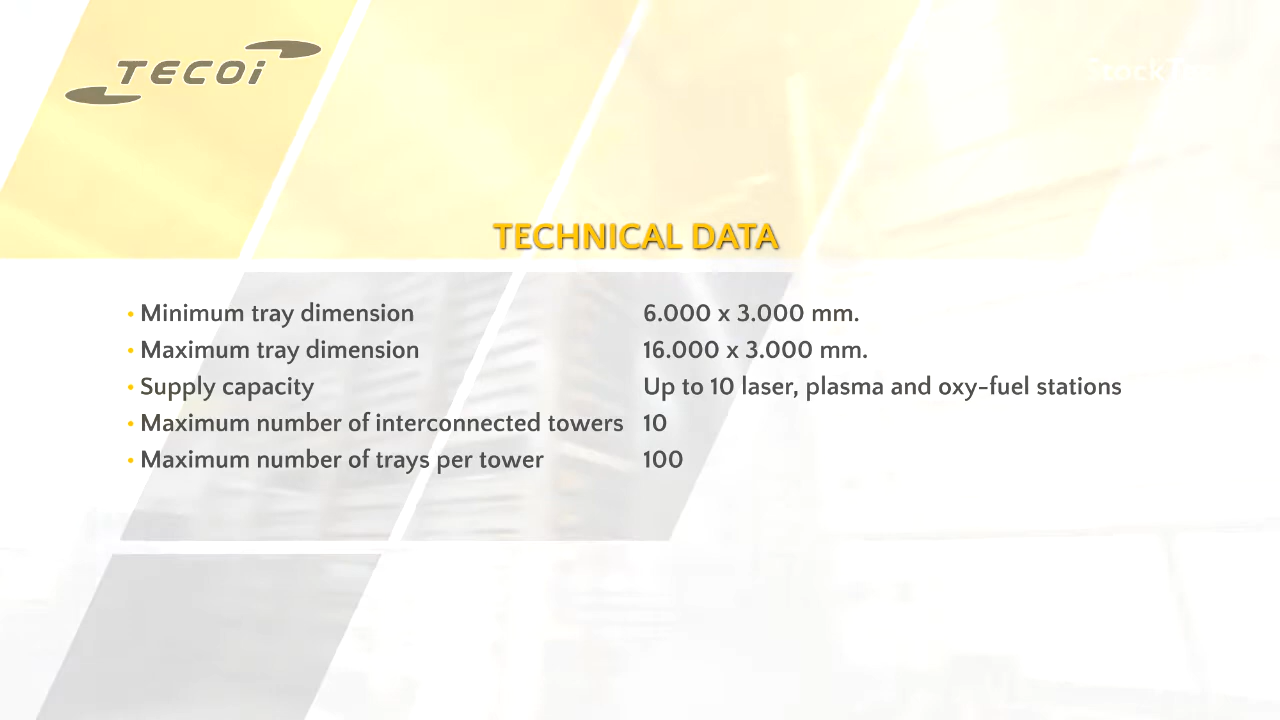 TECOi
TECHNICAL DATA
• Minimum tray dimension 6.000 x 3.000 mm.
• Maximum tray dimension 16.000 x 3.000 mm.
• Supply capacity Up to 10 laser, plasma and oxy-fuel stations
• Maximum number of interconnected towers 10
• Maximum number of trays per tower 100